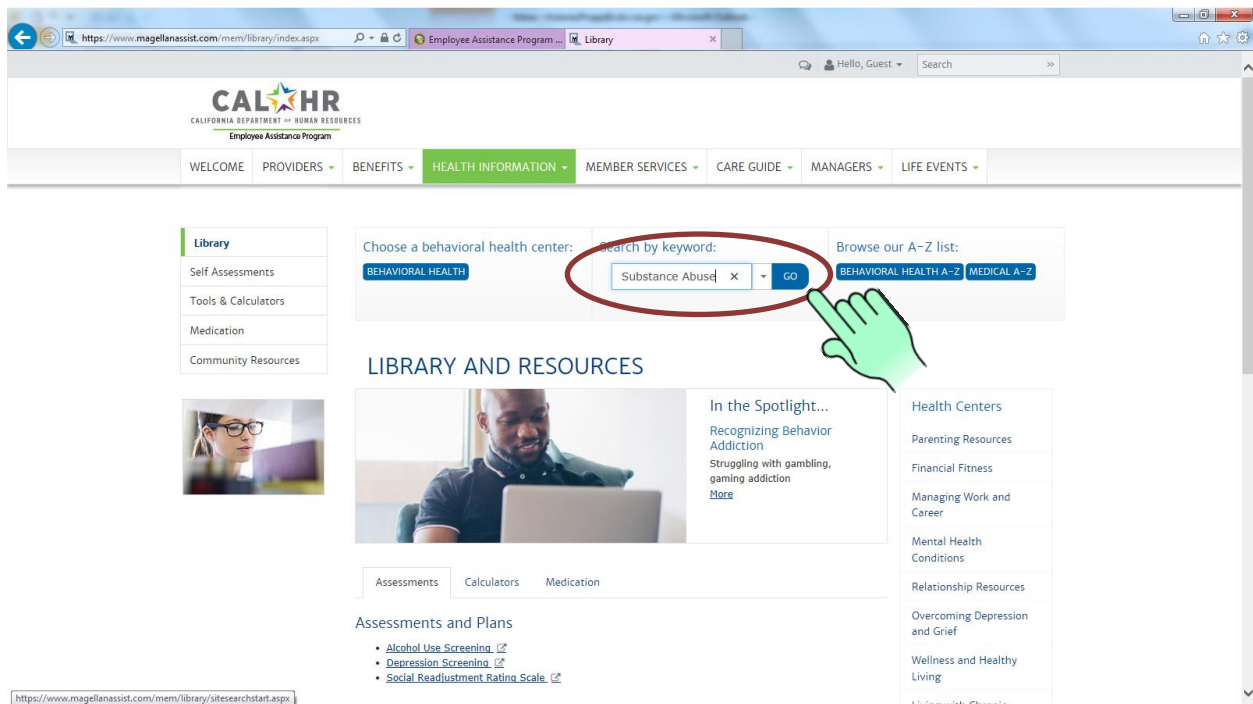 https://www.magellanassist.com/mem/library/index.aspx
Employee Assistance Program ...
Library
Hello, Guest
Search
CAL HR
CALIFORNIA DEPARTMENT OF HUMAN RESOURCES
Employee Assistance Program
WELCOME PROVIDERS BENEFITS HEALTH INFORMATION MEMBER SERVICES CARE GUIDE MANAGERS LIFE EVENTS
Library
Self Assessments
Tools & Calculators
Medication
Community Resources
Choose a behavioral health center:
BEHAVIORAL HEALTH
Search by keyword:
Substance Abuse
GO
Browse our A-Z list:
BEHAVIORAL HEALTH A-Z MEDICAL A-Z
LIBRARY AND RESOURCES
In the Spotlight...
Recognizing Behavior
Addiction
Struggling with gambling,
gaming addiction
More
Assessments Calculators Medication
Assessments and Plans
• Alcohol Use Screening
• Depression Screening
• Social Readjustment Rating Scale
Health Centers
Parenting Resources
Financial Fitness
Managing Work and
Career
Mental Health
Conditions
Relationship Resources
Overcoming Depression
and Grief
Wellness and Healthy
Living
Living with Chronic
https://www.magellanassist.com/mem/library/sitesearchstart.aspx